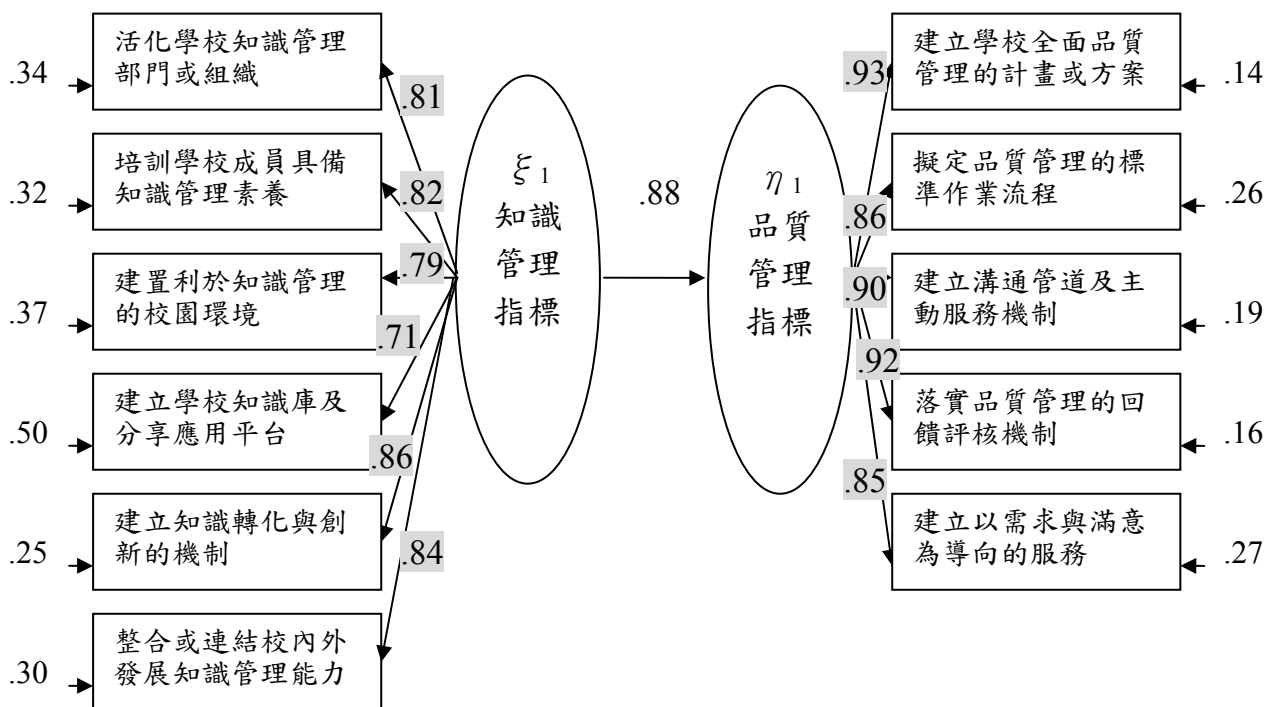 .34
活化學校知識管理
部門或組織
.81
.32
培訓學校成員具備
知識管理素養
.82
.37
建置利於知識管理
的校園環境
.79
.50
建立學校知識庫及
分享應用平台
.71
.25
建立知識轉化與創
新的機制
.86
.30
整合或連結校內外
發展知識管理能力
.84
ξ1
知識
管理
指標
.88
η1
品質
管理
指標
.93
建立學校全面品質
管理的計畫或方案
.14
.86
擬定品質管理的標
準作業流程
.26
.90
建立溝通管道及主
動服務機制
.19
.92
落實品質管理的回
饋評核機制
.16
.85
建立以需求與滿意
為導向的服務
.27